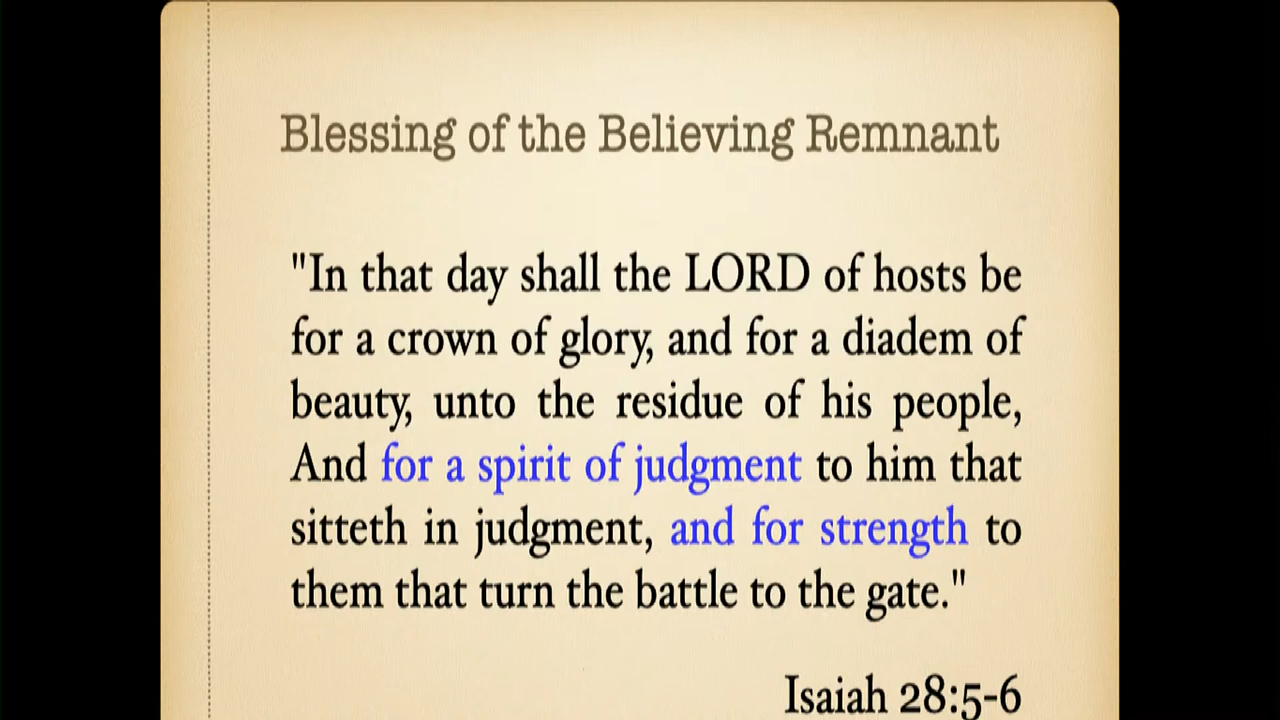 Blessing of the Believing Remnant
"In that day shall the LORD of hosts be
for a crown of glory, and for a diadem of
beauty, unto the residue of his people,
And for a spirit of judgment to him that
sitteth in judgment, and for strength to
them that turn the battle to the gate."
Isaiah 28:5-6